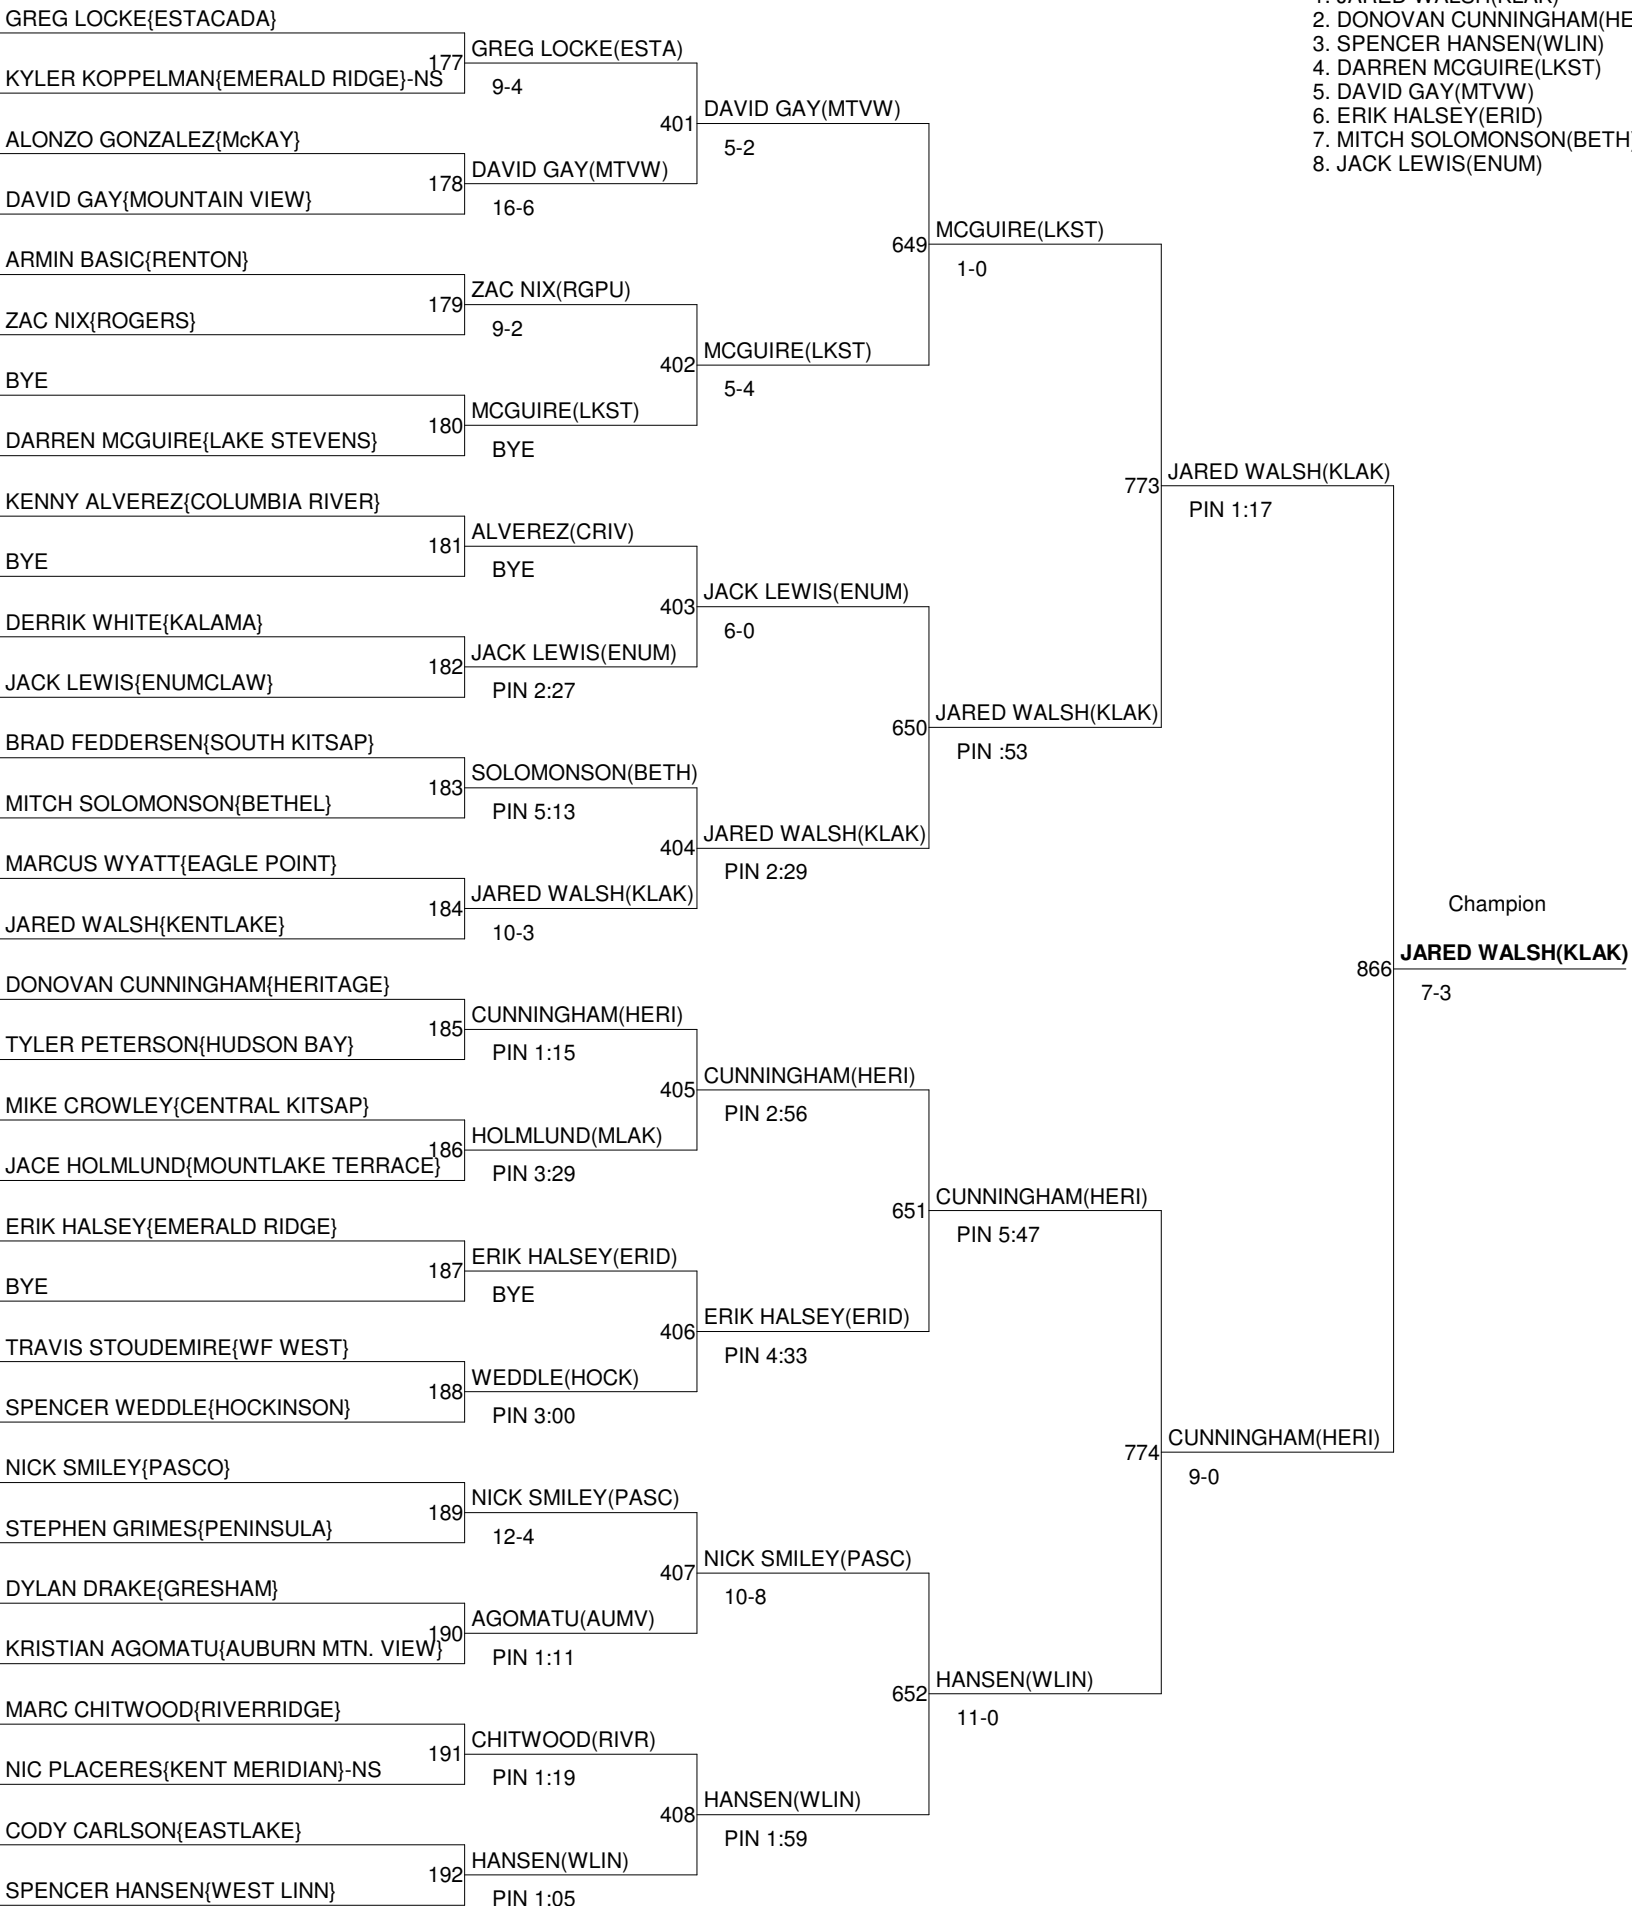 1. JARED WALSH(KLAK)
2. DONOVAN CUNNINGHAM(HE
3. SPENCER HANSEN(WLIN)
4. DARREN MCGUIRE(LKST)
5. DAVID GAY(MTVW)
6. ERIK HALSEY(ERID)
7. MITCH SOLOMONSON(BETH)
8. JACK LEWIS(ENUM)
GREG LOCKE{ESTACADA}
177 GREG LOCKE(ESTA)
KYLER KOPPELMAN{EMERALD RIDGE}-NS
9-4
401 DAVID GAY(MTVW)
5-2
ALONZO GONZALEZ{McKAY}
178 DAVID GAY(MTVW)
DAVID GAY{MOUNTAIN VIEW}
16-6
649 MCGUIRE(LKST)
1-0
ARMIN BASIC{RENTON}
179 ZAC NIX(RGPU)
ZAC NIX{ROGERS}
9-2
402 MCGUIRE(LKST)
5-4
BYE
180 MCGUIRE(LKST)
DARREN MCGUIRE{LAKE STEVENS}
BYE
773 JARED WALSH(KLAK)
PIN 1:17
KENNY ALVEREZ{COLUMBIA RIVER}
181 ALVEREZ(CRIV)
BYE
BYE
403 JACK LEWIS(ENUM)
6-0
DERRIK WHITE{KALAMA}
182 JACK LEWIS(ENUM)
JACK LEWIS{ENUMCLAW}
PIN 2:27
650 JARED WALSH(KLAK)
PIN :53
BRAD FEDDERSEN{SOUTH KITSAP}
183 SOLOMONSON(BETH)
MITCH SOLOMONSON{BETHEL}
PIN 5:13
404 JARED WALSH(KLAK)
PIN 2:29
MARCUS WYATT{EAGLE POINT}
184 JARED WALSH(KLAK)
JARED WALSH{KENTLAKE}
10-3
Champion
866 JARED WALSH(KLAK)
7-3
DONOVAN CUNNINGHAM{HERITAGE}
185 CUNNINGHAM(HERI)
TYLER PETERSON{HUDSON BAY}
PIN 1:15
405 CUNNINGHAM(HERI)
PIN 2:56
MIKE CROWLEY{CENTRAL KITSAP}
186 HOLMLUND(MLAK)
JACE HOLMLUND{MOUNTLAKE TERRACE}
PIN 3:29
651 CUNNINGHAM(HERI)
PIN 5:47
ERIK HALSEY{EMERALD RIDGE}
187 ERIK HALSEY(ERID)
BYE
BYE
406 ERIK HALSEY(ERID)
PIN 4:33
TRAVIS STOUDEMIRE{WF WEST}
188 WEDDLE(HOCK)
SPENCER WEDDLE{HOCKINSON}
PIN 3:00
774 CUNNINGHAM(HERI)
9-0
NICK SMILEY{PASCO}
189 NICK SMILEY(PASC)
STEPHEN GRIMES{PENINSULA}
12-4
407 NICK SMILEY(PASC)
10-8
DYLAN DRAKE{GRESHAM}
190 AGOMATU(AUMV)
KRISTIAN AGOMATU{AUBURN MTN. VIEW}
PIN 1:11
652 HANSEN(WLIN)
11-0
MARC CHITWOOD{RIVERRIDGE}
191 CHITWOOD(RIVR)
NIC PLACERES{KENT MERIDIAN}-NS
PIN 1:19
408 HANSEN(WLIN)
PIN 1:59
CODY CARLSON{EASTLAKE}
192 HANSEN(WLIN)
SPENCER HANSEN{WEST LINN}
PIN 1:05